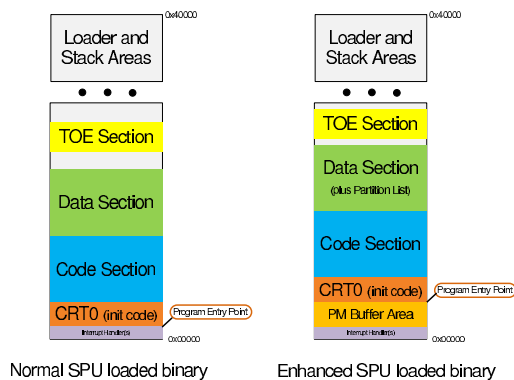 0x40000
Loader and
Stack Areas
TOE Section
Data Section
Code Section
CRT0 (init code)
Program Entry Point
Interrupt Handler(s)
0x00000
Normal SPU loaded binary
0x40000
Loader and
Stack Areas
TOE Section
Data Section
(plus Partition List)
Code Section
CRT0 (init code)
Program Entry Point
PM Buffer Area
Interrupt Handler(s)
0x00000
Enhanced SPU loaded binary